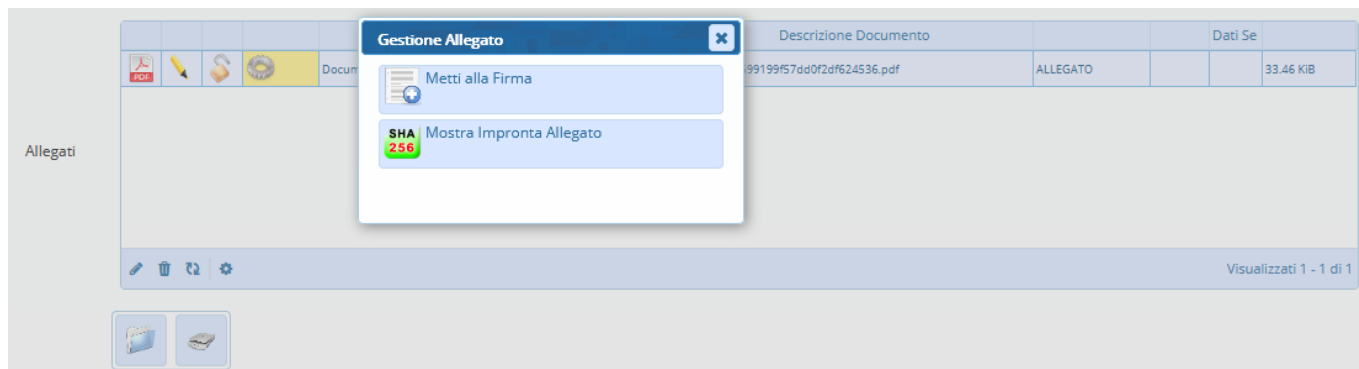 Gestione Allegato
Descrizione Documento
Dati Se
PDF
Docum
599199f57dd0f2df624536.pdf
ALLEGATO
33.46 KiB
Metti alla Firma
SHA
256
Mostra Impronta Allegato
Allegati
Visualizzati 1 - 1 di 1